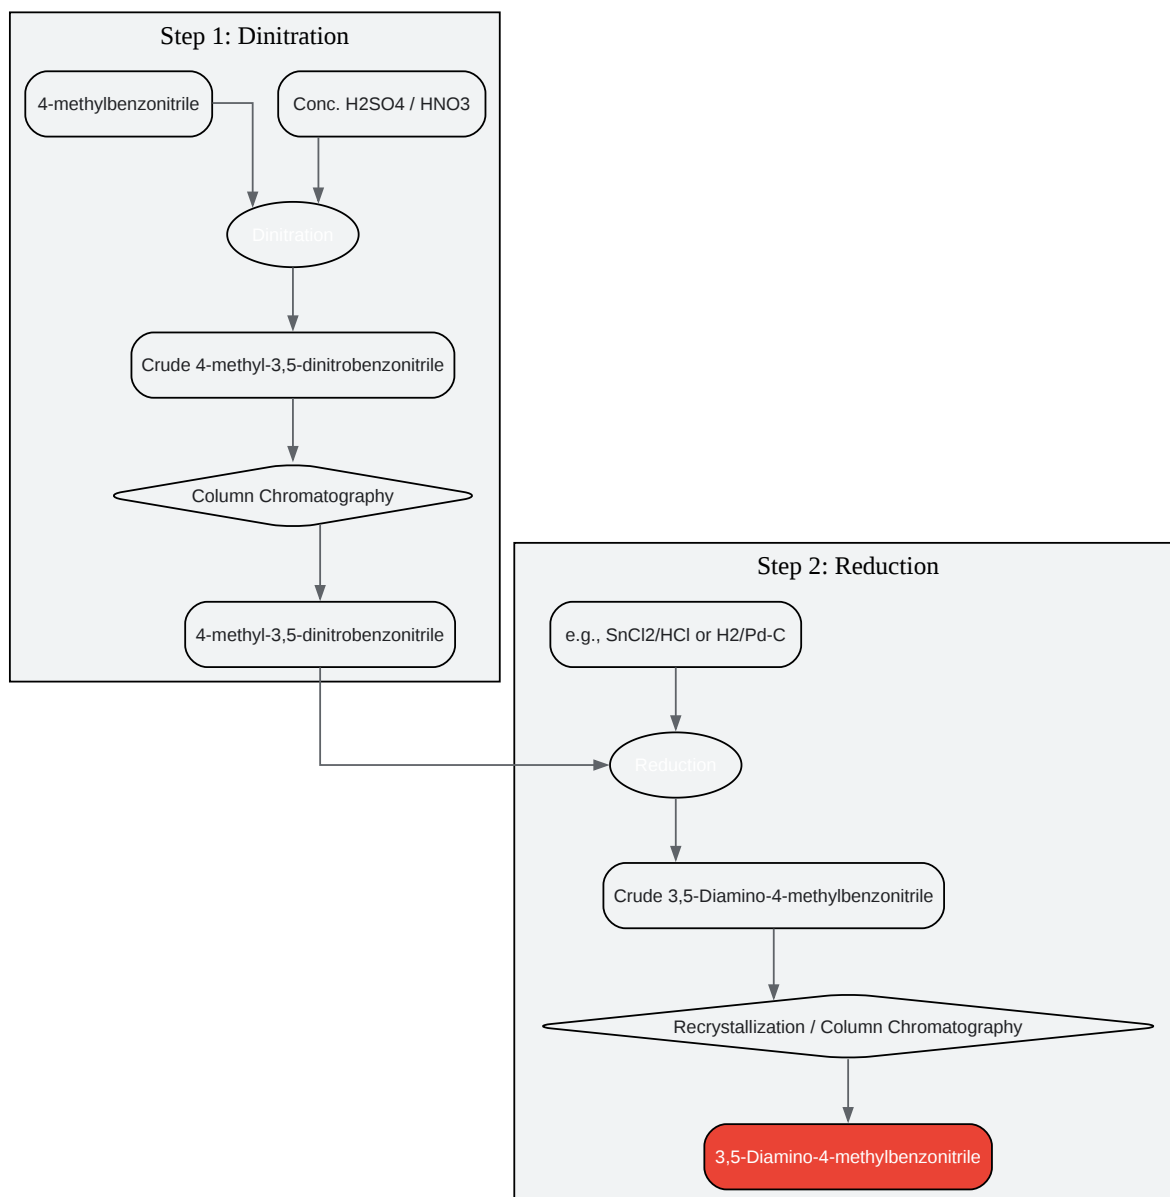 Step 1: Dinitration
4-methylbenzonitrile
Conc. H2SO4 / HNO3
Dinitration
Crude 4-methyl-3,5-dinitrobenzonitrile
Column Chromatography
4-methyl-3,5-dinitrobenzonitrile
Step 2: Reduction
e.g., SnCl2/HCl or H2/Pd-C
Reduction
Crude 3,5-Diamino-4-methylbenzonitrile
Recrystallization / Column Chromatography
3,5-Diamino-4-methylbenzonitrile